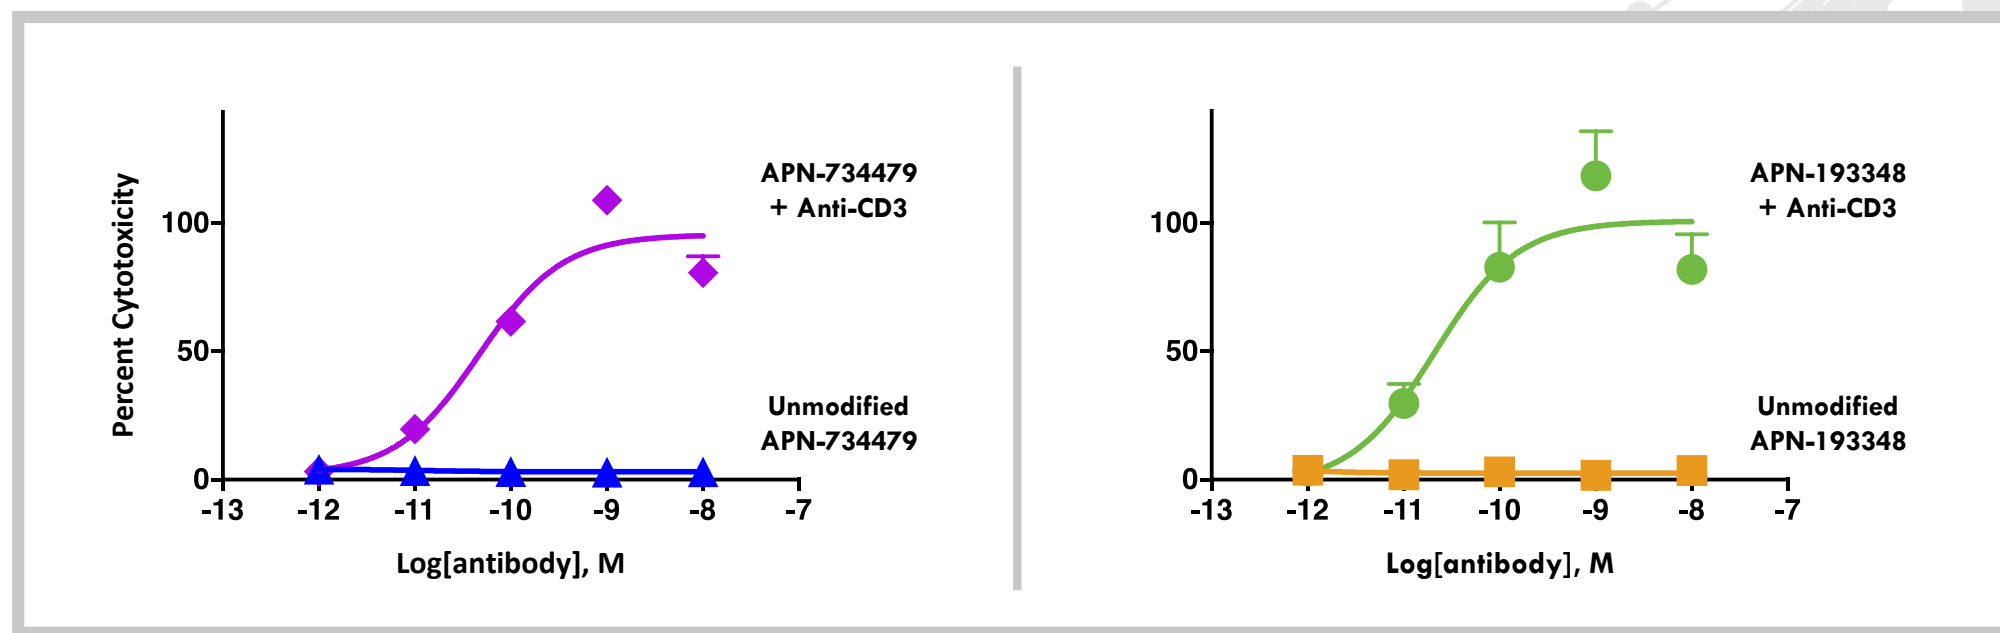 Percent Cytotoxicity
100
50
0
-13 -12 -11 -10 -9 -8 -7
Log[antibody], M
APN-734479
+ Anti-CD3
Unmodified
APN-734479
100
50
0
-13 -12 -11 -10 -9 -8 -7
Log[antibody], M
APN-193348
+ Anti-CD3
Unmodified
APN-193348